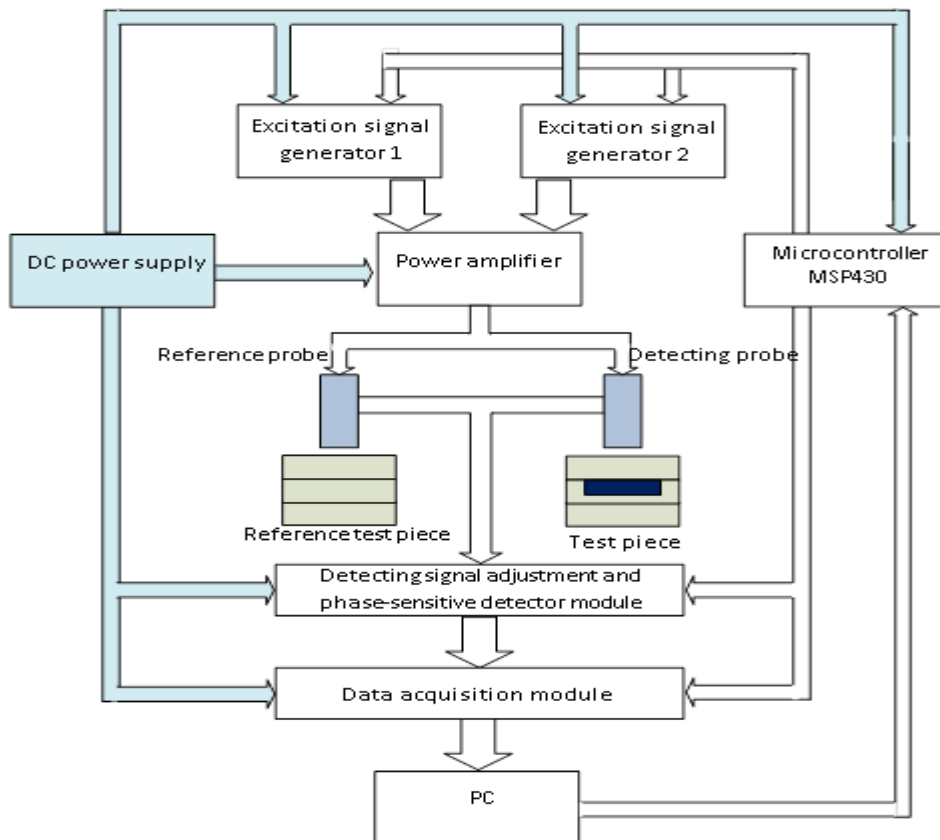 Excitation signal
generator 1
Excitation signal
generator 2
DC power supply
Power amplifier
Microcontroller
MSP430
Reference probe
Detecting probe
Reference test piece
Test piece
Detecting signal adjustment and
phase-sensitive detector module
Data acquisition module
PC